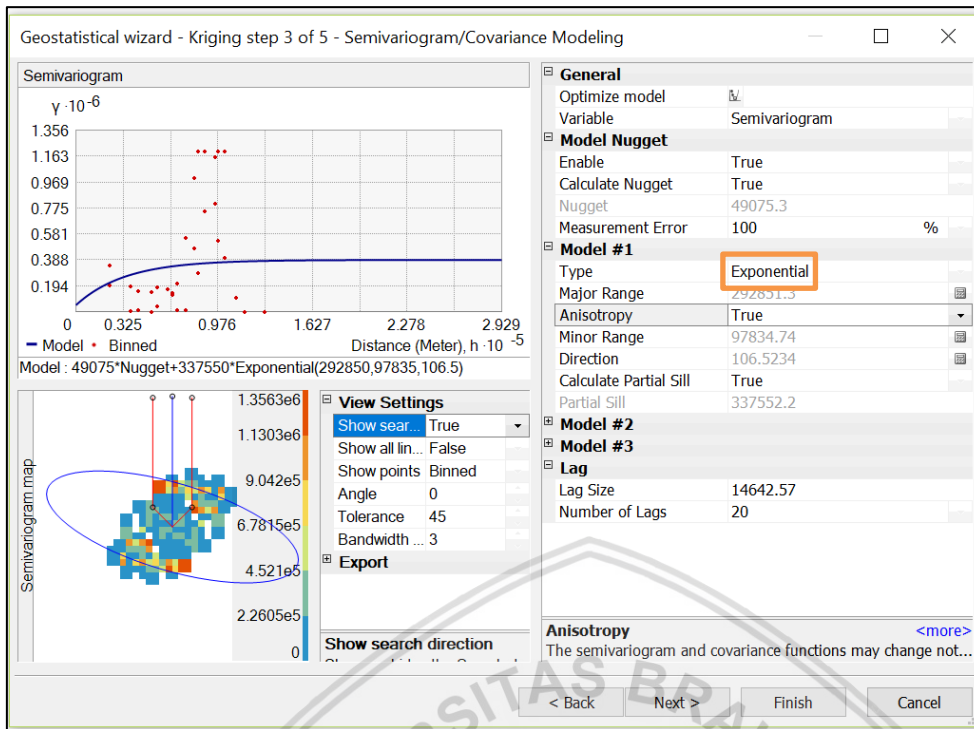 Geostatistical wizard - Kriging step 3 of 5 - Semivariogram/Covariance Modeling
Semivariogram
γ ·10 -6
1.356
1.163
0.969
0.775
0.581
0.388
0.194
0 0.325 0.976 1.627 2.278 2.929
Model Binned Distance (Meter), h ·10 -5
Model : 49075*Nugget+337550*Exponential(292850,97835,106.5)
Semivariogram map
1.3563e6
1.1303e6
9.042e5
6.7815e5
4.521e5
2.2605e5
0
View Settings
Show sear... True
Show all lin... False
Show points Binned
Angle 0
Tolerance 45
Bandwidth ... 3
Export
Show search direction
General
Optimize model
Variable Semivariogram
Model Nugget
Enable True
Calculate Nugget True
Nugget 49075.3
Measurement Error 100 %
Model #1
Type Exponential
Major Range 292851.3
Anisotropy True
Minor Range 97834.74
Direction 106.5234
Calculate Partial Sill True
Partial Sill 337552.2
Model #2
Model #3
Lag
Lag Size 14642.57
Number of Lags 20
Anisotropy <more>
The semivariogram and covariance functions may change not...
< Back Next > Finish Cancel